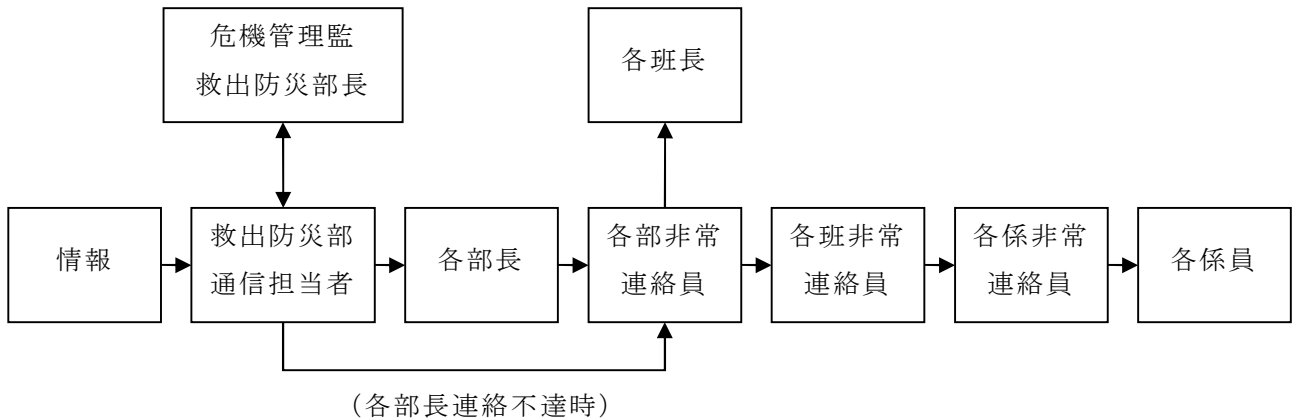 危機管理監
救出防災部長
各班長
情報
救出防災部
通信担当者
各部長
各部非常
連絡員
各班非常
連絡員
各係非常
連絡員
各係員
（各部長連絡不達時）